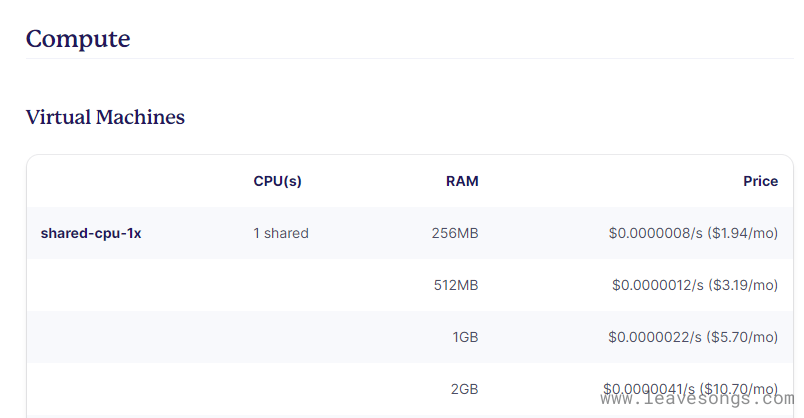 Compute
Virtual Machines
CPU(s) RAM Price
shared-cpu-1x 1 shared 256MB $0.0000008/s ($1.94/mo)
512MB $0.0000012/s ($3.19/mo)
1GB $0.0000022/s ($5.70/mo)
2GB $0.0000041/s ($10.70/mo)
www.leavesongs.com